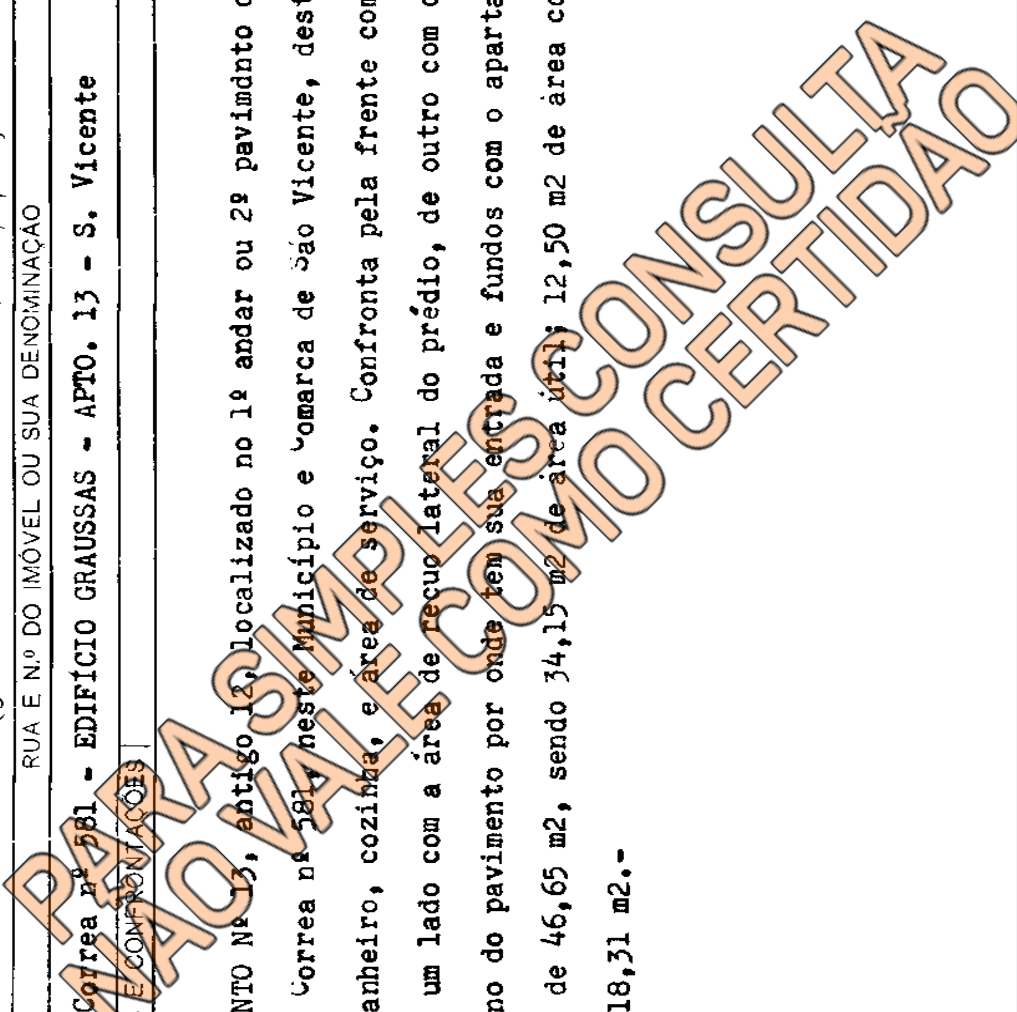 RUA E N.º DO IMÓVEL OU SUA DENOMINAÇÃO
Correa nº 581 - EDIFÍCIO GRAUSSAS - APTO. 13 - S. Vicente
E CONFRONTAÇÕES
NTO Nº 13, antigo 12, localizado no 1º andar ou 2º pavimdnto
Correa nº 581, neste Município e Comarca de São Vicente, dest
anheiro, cozinha, e área de serviço. Confronta pela frente com
um lado com a área de recuo lateral do prédio, de outro com
no do pavimento por onde tem sua entrada e fundos com o aparta
de 46,65 m2, sendo 34,15 m2 de área útil; 12,50 m2 de área co
18,31 m2.-
PARA SIMPLES CONSULTA
NÃO VALE COMO CERTIDÃO